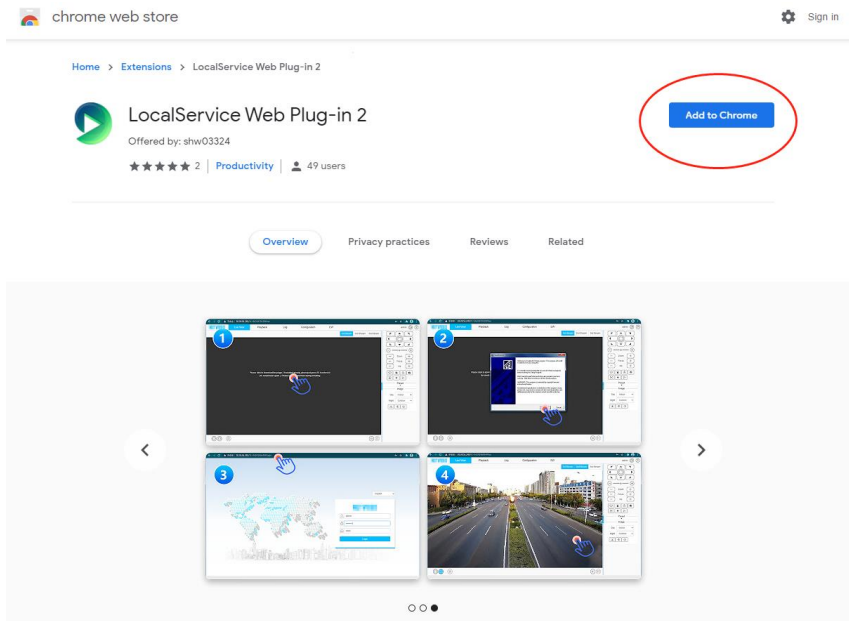 chrome web store
Sign in
Home > Extensions > LocalService Web Plug-in 2
LocalService Web Plug-in 2
Add to Chrome
Offered by: shw03324
2 | Productivity | 49 users
Overview
Privacy practices
Reviews
Related
1
2
3
4